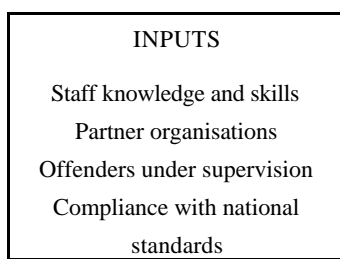 INPUTS
Staff knowledge and skills
Partner organisations
Offenders under supervision
Compliance with national
standards